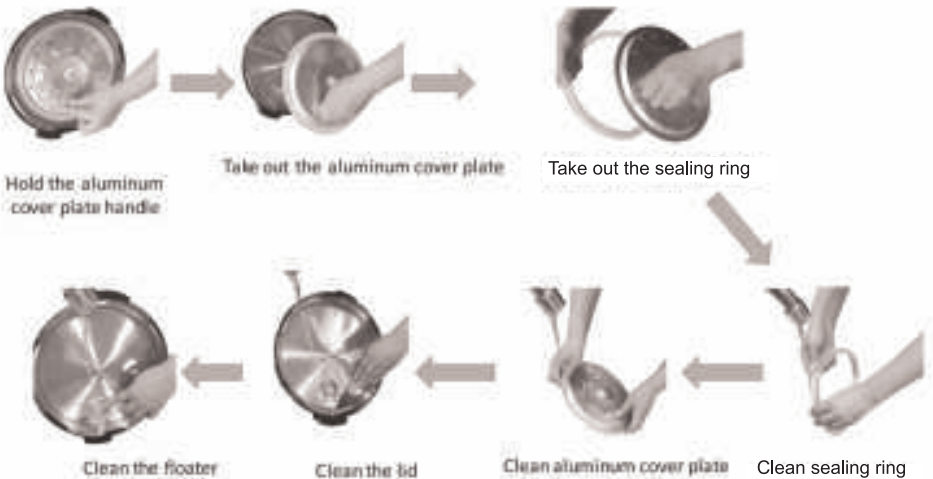 Hold the aluminum
cover plate handle
Take out the aluminum cover plate
Take out the sealing ring
Clean sealing ring
Clean aluminum cover plate
Clean the lid
Clean the floater